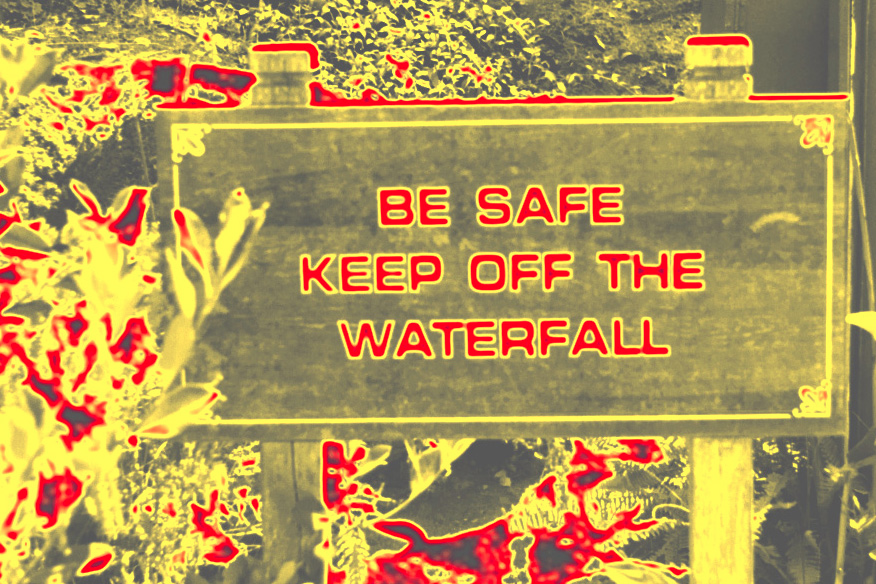 BE SAFE
KEEP OFF THE
WATERFALL